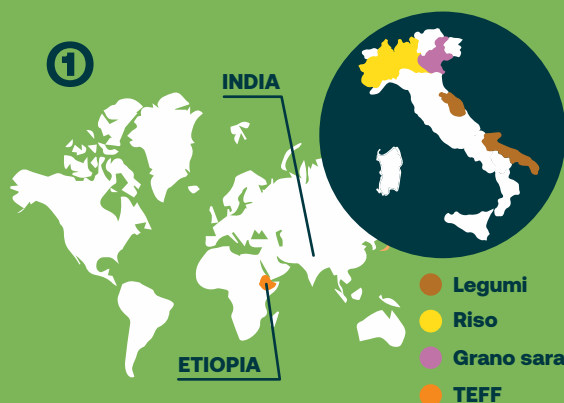 1
INDIA
Legumi
Riso
Grano sara
ETIOPIA
TEFF